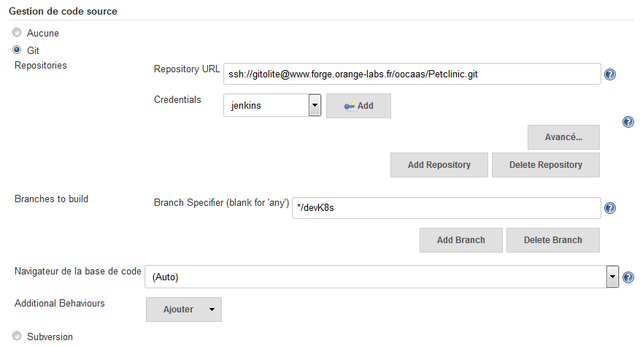 Gestion de code source
Aucune
Git
Repositories
Repository URL
ssh://gitolite@www.forge.orange-labs.fr/oocaas/Petclinic.git
Credentials
jenkins
Add
Avancé...
Add Repository
Delete Repository
Branches to build
Branch Specifier (blank for 'any')
*/devK8s
Add Branch
Delete Branch
Navigateur de la base de code
(Auto)
Additional Behaviours
Ajouter
Subversion